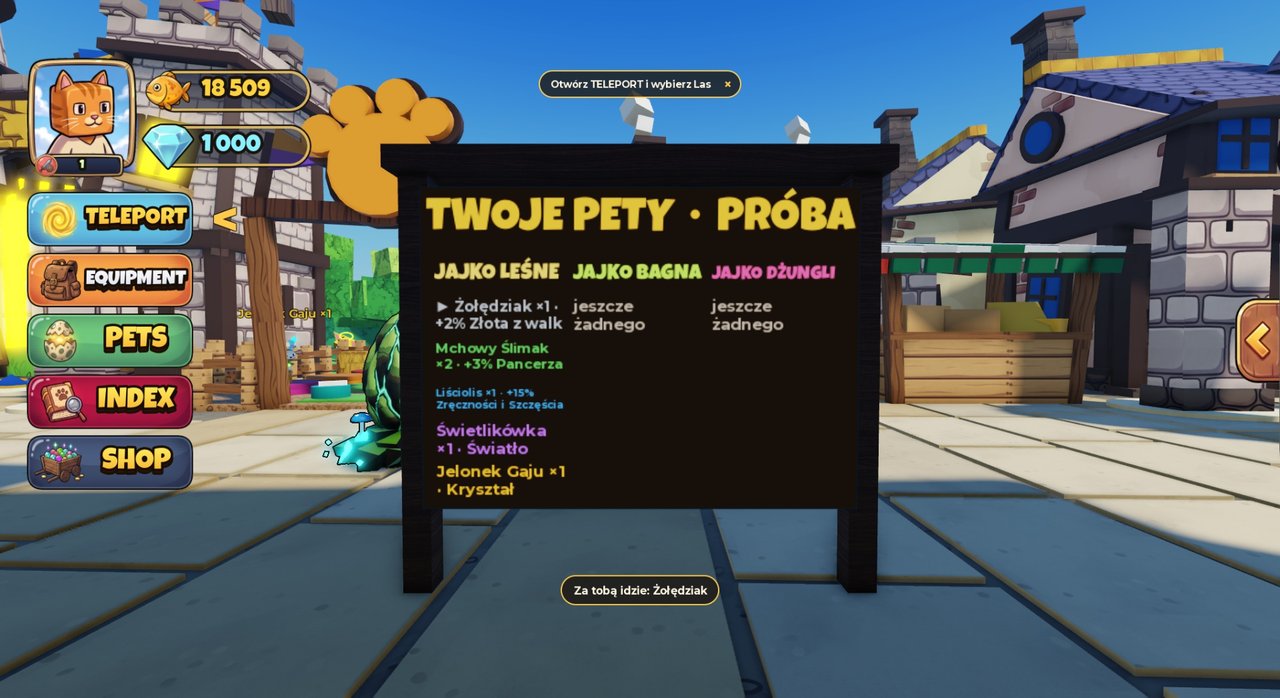 Otwórz TELEPORT i wybierz Las ×
18 509
1 000
1
TELEPORT
<
EQUIPMENT
PETS
INDEX
SHOP
TWOJE PETY · PRÓBA
JAJKO LEŚNE
► Żołędziak ×1 ·
+2% Złota z walk
Mchowy Ślimak
×2 · +3% Pancerza
Liściolis ×1 · +15%
Zręczności i Szczęścia
Świetlikówka
×1 · Światło
Jelonek Gaju ×1
· Kryształ
JAJKO BAGNA
jeszcze
żadnego
JAJKO DŻUNGLI
jeszcze
żadnego
Gaju ×1
Za tobą idzie: Żołędziak